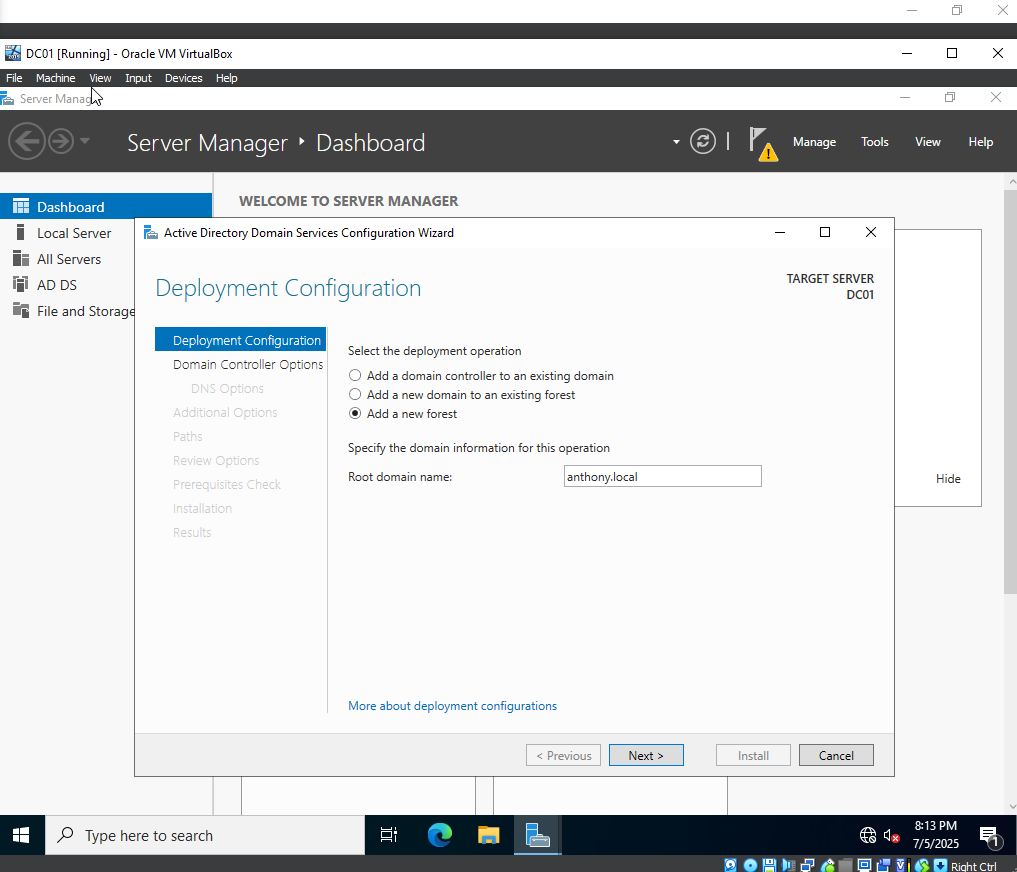 DC01 [Running] - Oracle VM VirtualBox
File Machine View Input Devices Help
Server Manag
Server Manager ‣ Dashboard
Manage Tools View Help
Dashboard
Local Server
All Servers
AD DS
File and Storage
WELCOME TO SERVER MANAGER
Active Directory Domain Services Configuration Wizard
Deployment Configuration
TARGET SERVER
DC01
Deployment Configuration
Domain Controller Options
DNS Options
Additional Options
Paths
Review Options
Prerequisites Check
Installation
Results
Select the deployment operation
Add a domain controller to an existing domain
Add a new domain to an existing forest
Add a new forest
Specify the domain information for this operation
Root domain name: anthony.local
More about deployment configurations
< Previous Next > Install Cancel
Hide
Type here to search
8:13 PM
7/5/2025
1
Right Ctrl